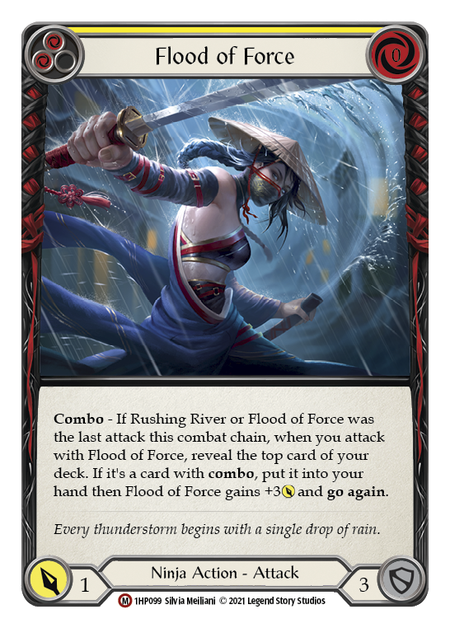 0
Flood of Force
Combo - If Rushing River or Flood of Force was
the last attack this combat chain, when you attack
with Flood of Force, reveal the top card of your
deck. If it's a card with combo, put it into your
hand then Flood of Force gains +3 and go again.
Every thunderstorm begins with a single drop of rain.
1
Ninja Action - Attack
3
M 1HP099 Silvia Meiliani © 2021 Legend Story Studios